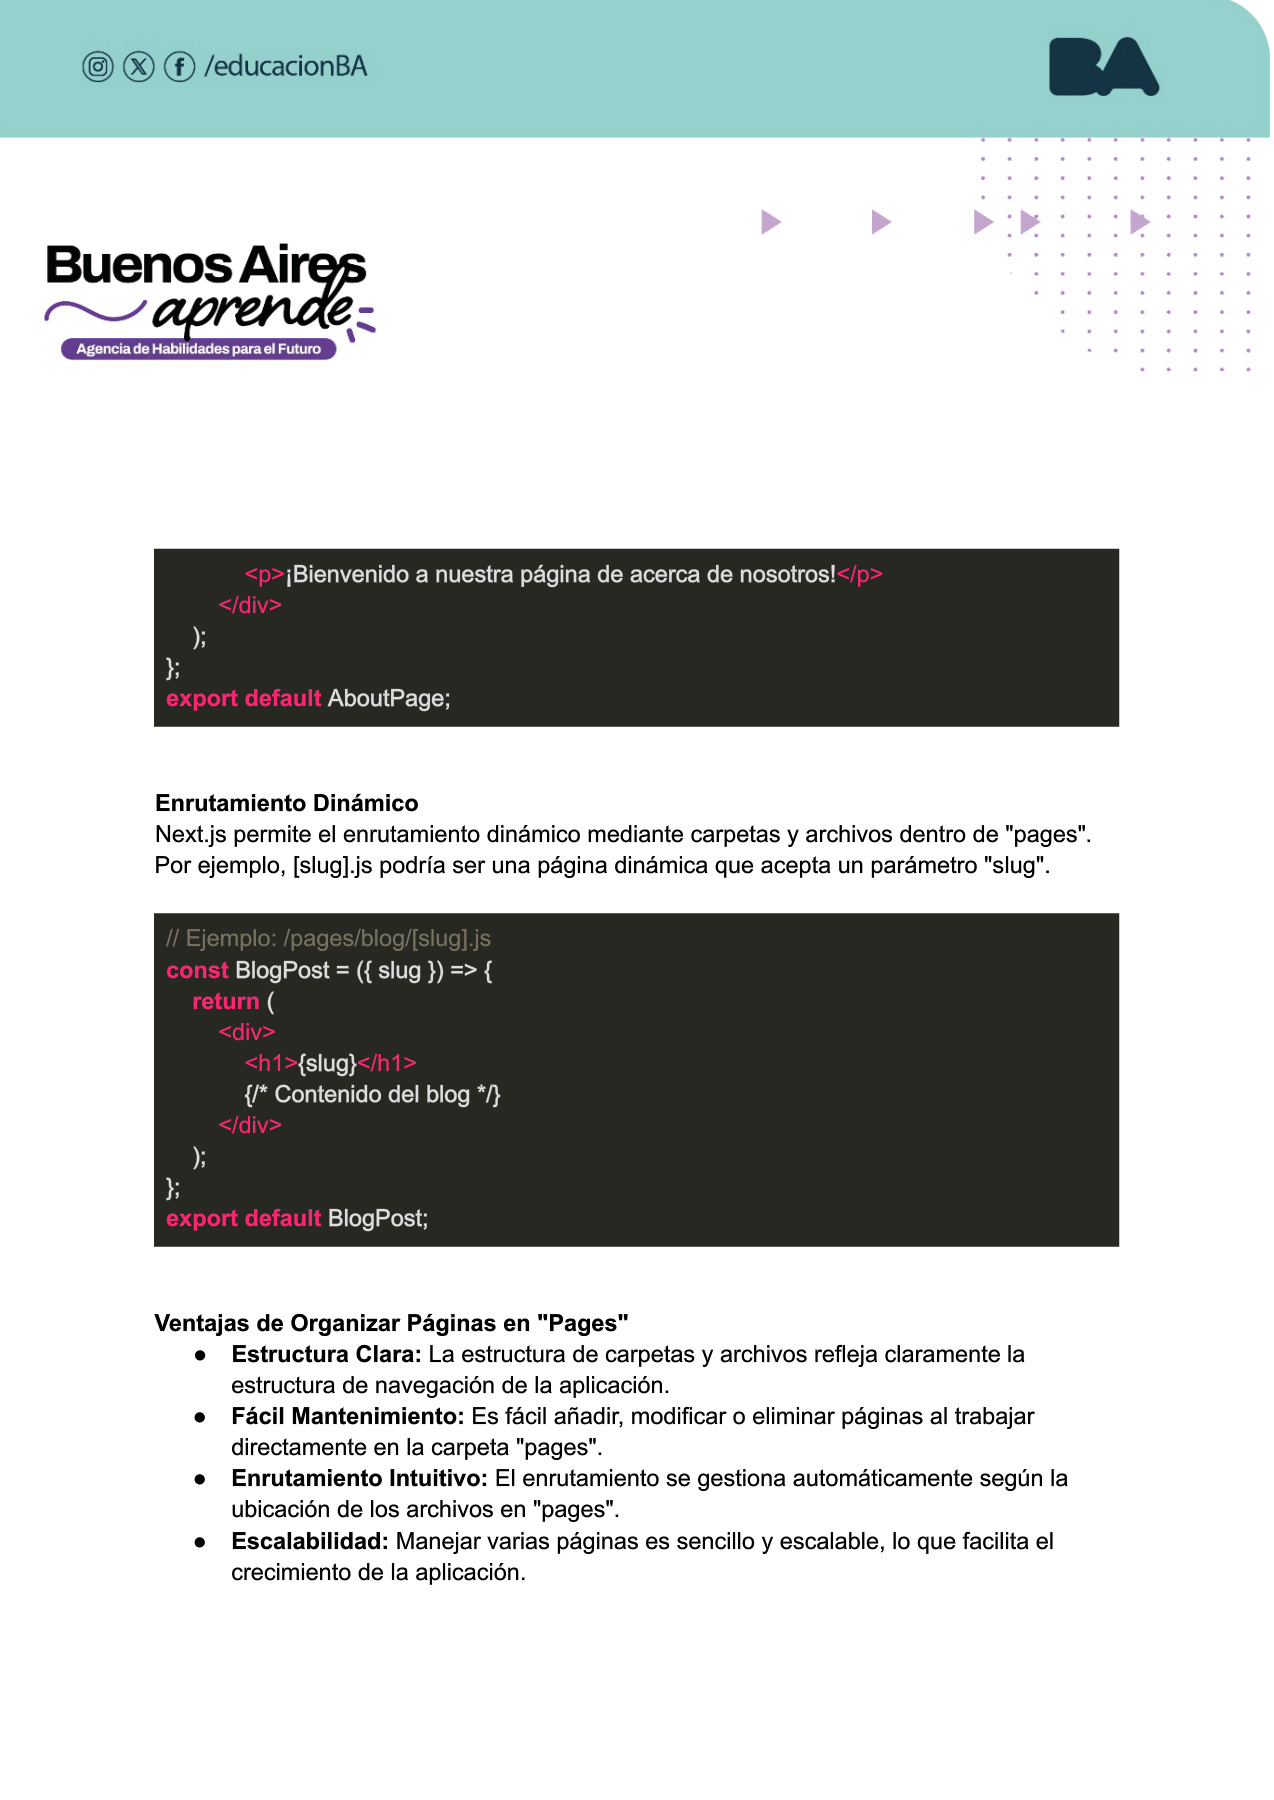 /educacionBA
BA
Buenos Aires
aprende
Agencia de Habilidades para el Futuro
<p>¡Bienvenido a nuestra página de acerca de nosotros!</p>
</div>
);
};
export default AboutPage;
Enrutamiento Dinámico
Next.js permite el enrutamiento dinámico mediante carpetas y archivos dentro de "pages".
Por ejemplo, [slug].js podría ser una página dinámica que acepta un parámetro "slug".
// Ejemplo: /pages/blog/[slug].js
const BlogPost = ({ slug }) => {
return (
<div>
<h1>{slug}</h1>
{/* Contenido del blog */}
</div>
);
};
export default BlogPost;
Ventajas de Organizar Páginas en "Pages"
● Estructura Clara: La estructura de carpetas y archivos refleja claramente la
estructura de navegación de la aplicación.
● Fácil Mantenimiento: Es fácil añadir, modificar o eliminar páginas al trabajar
directamente en la carpeta "pages".
● Enrutamiento Intuitivo: El enrutamiento se gestiona automáticamente según la
ubicación de los archivos en "pages".
● Escalabilidad: Manejar varias páginas es sencillo y escalable, lo que facilita el
crecimiento de la aplicación.